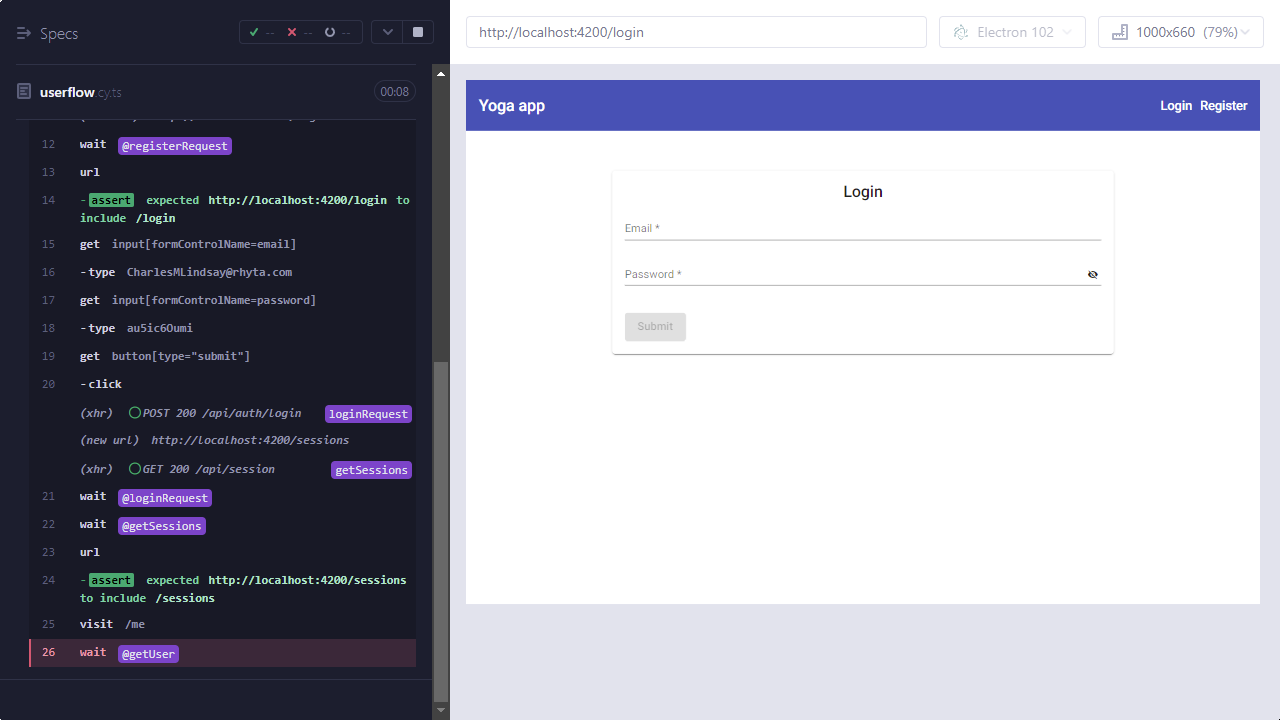 Specs
-- -- --
userflow.cy.ts 00:08
12 wait @registerRequest
13 url
14 -assert expected http://localhost:4200/login to
include /login
15 get input[formControlName=email]
16 -type CharlesMLindsay@rhyta.com
17 get input[formControlName=password]
18 -type au5ic6Oumi
19 get button[type="submit"]
20 -click
(xhr) POST 200 /api/auth/login loginRequest
(new url) http://localhost:4200/sessions
(xhr) GET 200 /api/session getSessions
21 wait @loginRequest
22 wait @getSessions
23 url
24 -assert expected http://localhost:4200/sessions
to include /sessions
25 visit /me
26 wait @getUser
http://localhost:4200/login
Electron 102
1000x660 (79%)
Yoga app
Login Register
Login
Email *
Password *
Submit